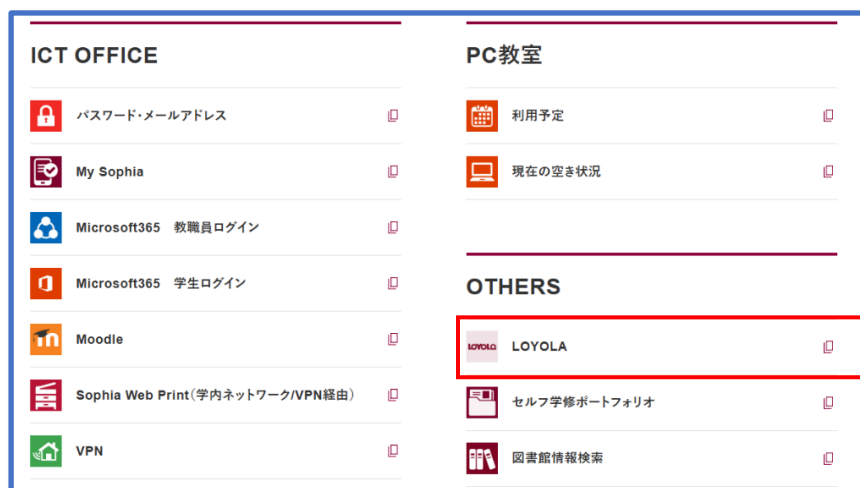 ICT OFFICE
パスワード・メールアドレス
My Sophia
Microsoft365　教職員ログイン
Microsoft365　学生ログイン
Moodle
Sophia Web Print（学内ネットワーク/VPN経由）
VPN
PC教室
利用予定
現在の空き状況
OTHERS
LOYOLA
LOYOLA
セルフ学修ポートフォリオ
図書館情報検索